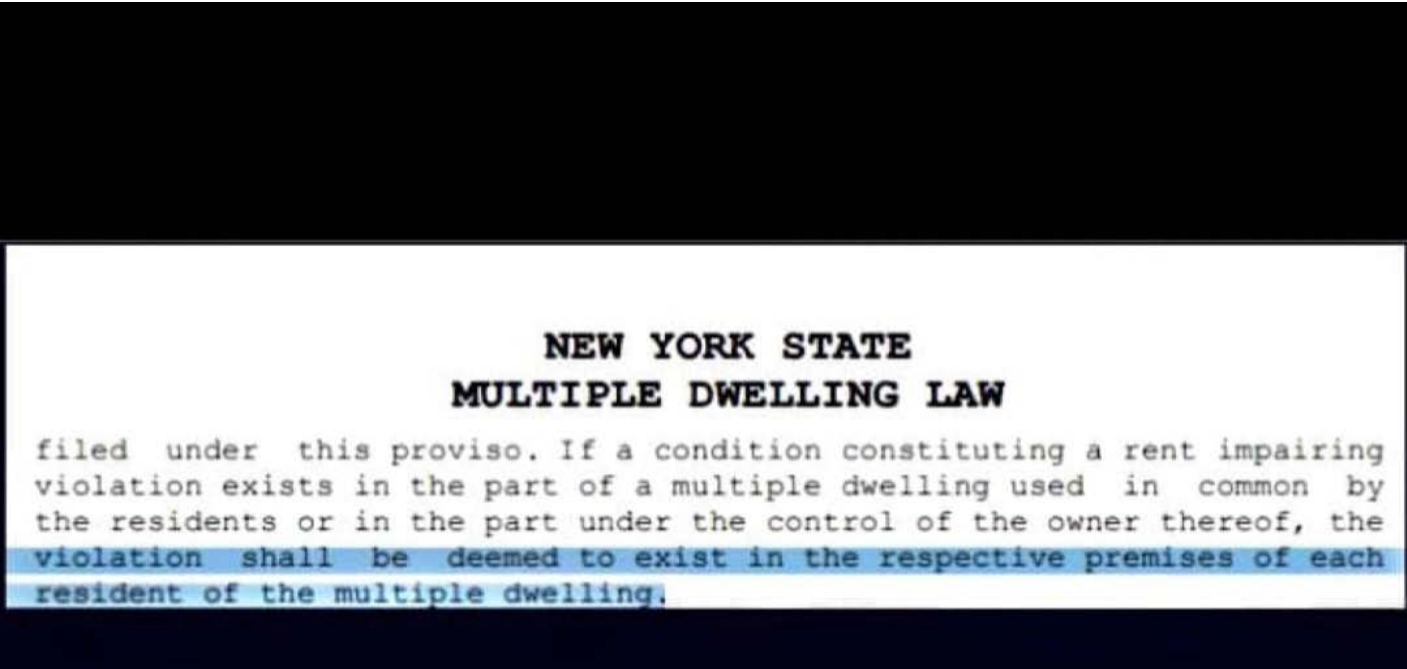 NEW YORK STATE
MULTIPLE DWELLING LAW
filed under this proviso. If a condition constituting a rent impairing
violation exists in the part of a multiple dwelling used in common by
the residents or in the part under the control of the owner thereof, the
violation shall be deemed to exist in the respective premises of each
resident of the multiple dwelling.